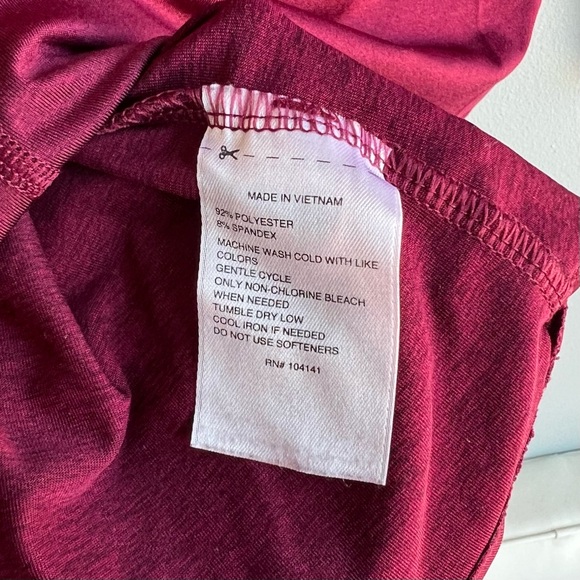 MADE IN VIETNAM
92% POLYESTER
8% SPANDEX
MACHINE WASH COLD WITH LIKE
COLORS
GENTLE CYCLE
ONLY NON-CHLORINE BLEACH
WHEN NEEDED
TUMBLE DRY LOW
COOL IRON IF NEEDED
DO NOT USE SOFTENERS
RN# 104141